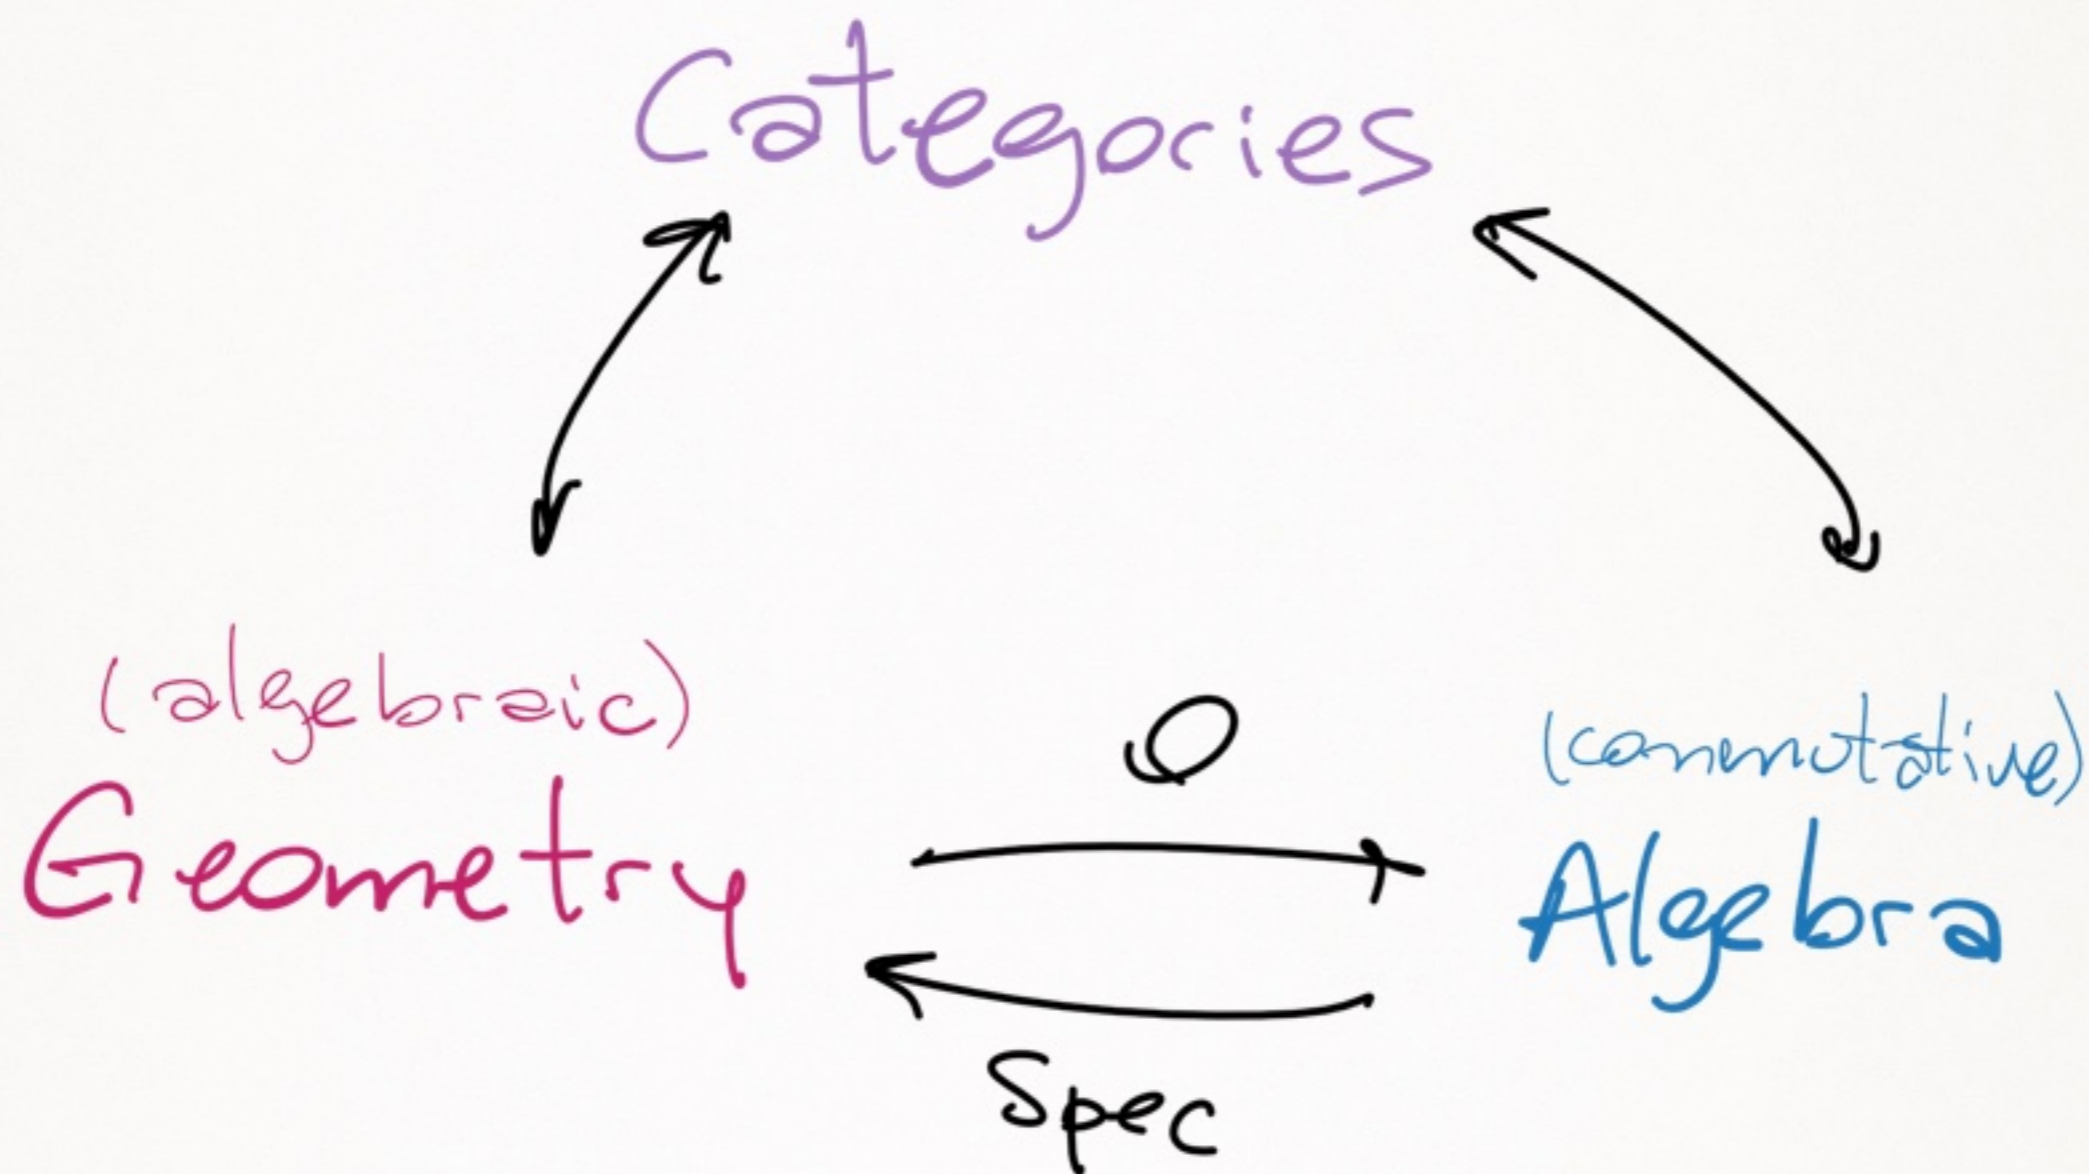 Categories
(algebraic)
Geometry
O
(commutative)
Algebra
Spec